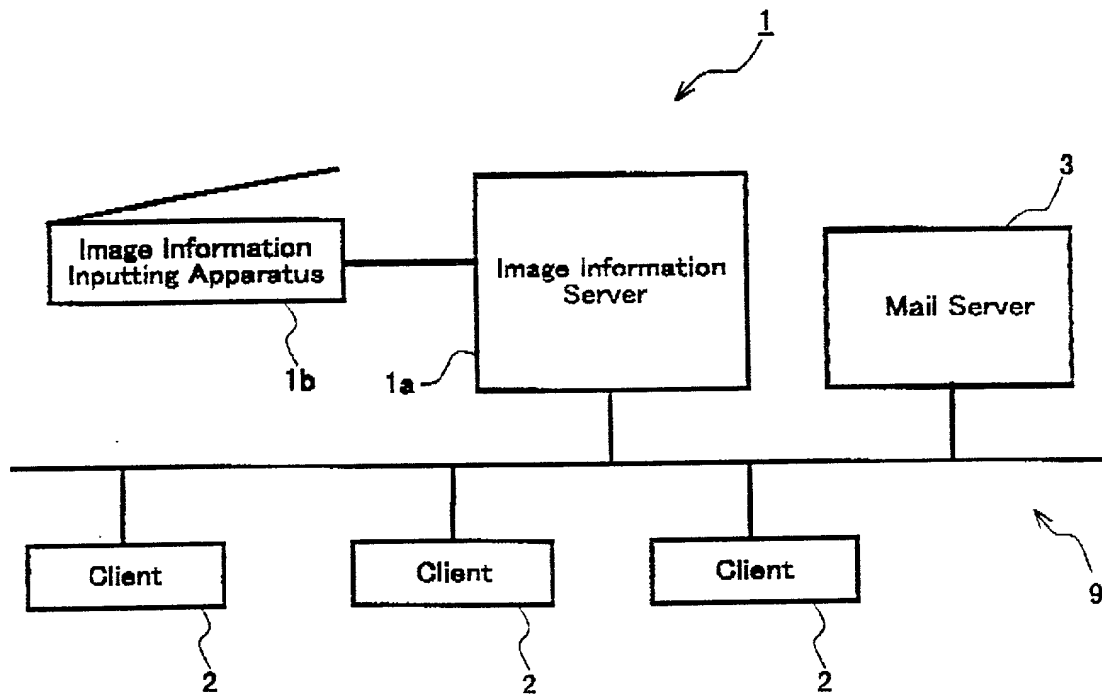 1
3
Image Information
Inputting Apparatus
Image Information
Server
Mail Server
1b
1a
Client
Client
Client
9
2
2
2